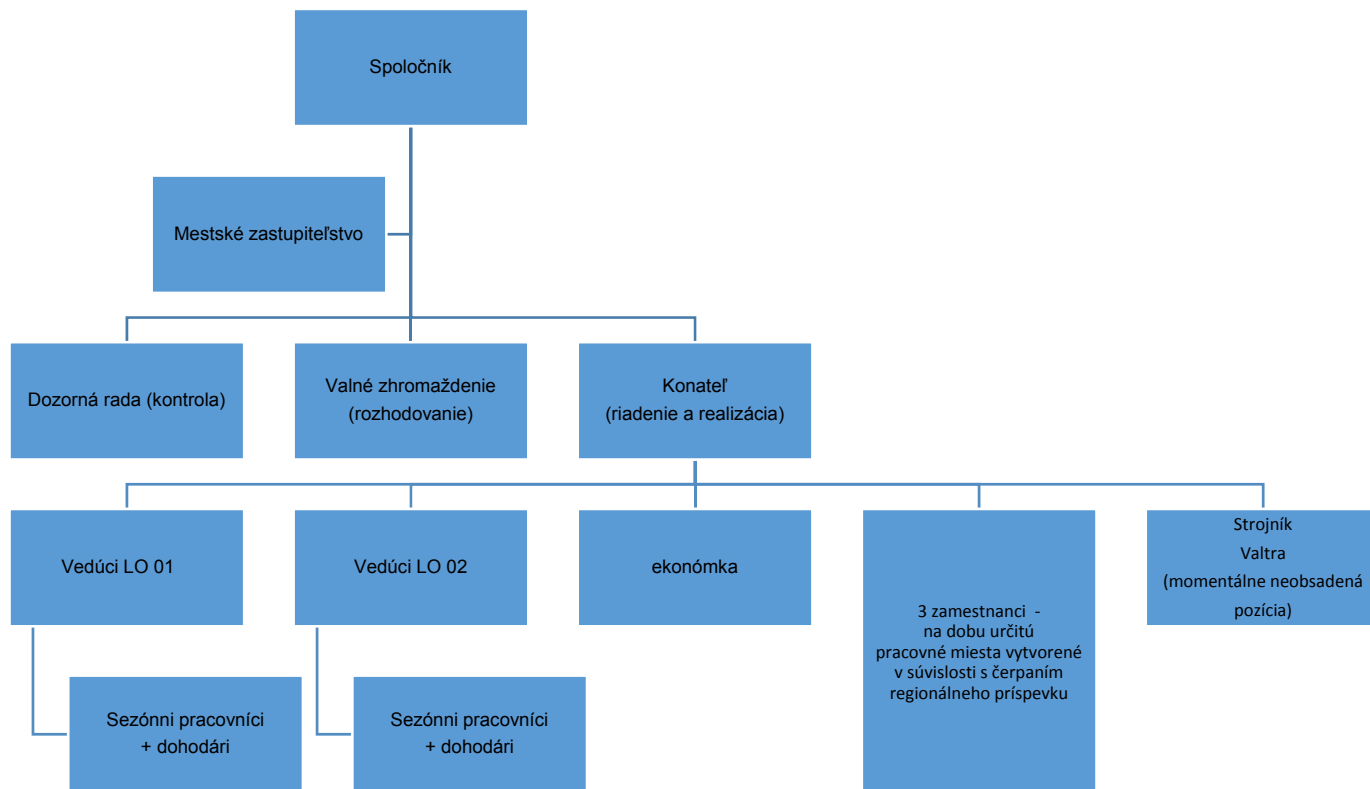 Spoločník
Mestské zastupiteľstvo
Dozorná rada (kontrola)
Valné zhromaždenie
(rozhodovanie)
Konateľ
(riadenie a realizácia)
Vedúci LO 01
Vedúci LO 02
ekonómka
3 zamestnanci -
na dobu určitú
pracovné miesta vytvorené
v súvislosti s čerpaním
regionálneho príspevku
Strojník
Valtra
(momentálne neobsadená
pozícia)
Sezónni pracovníci
+ dohodári
Sezónni pracovníci
+ dohodári